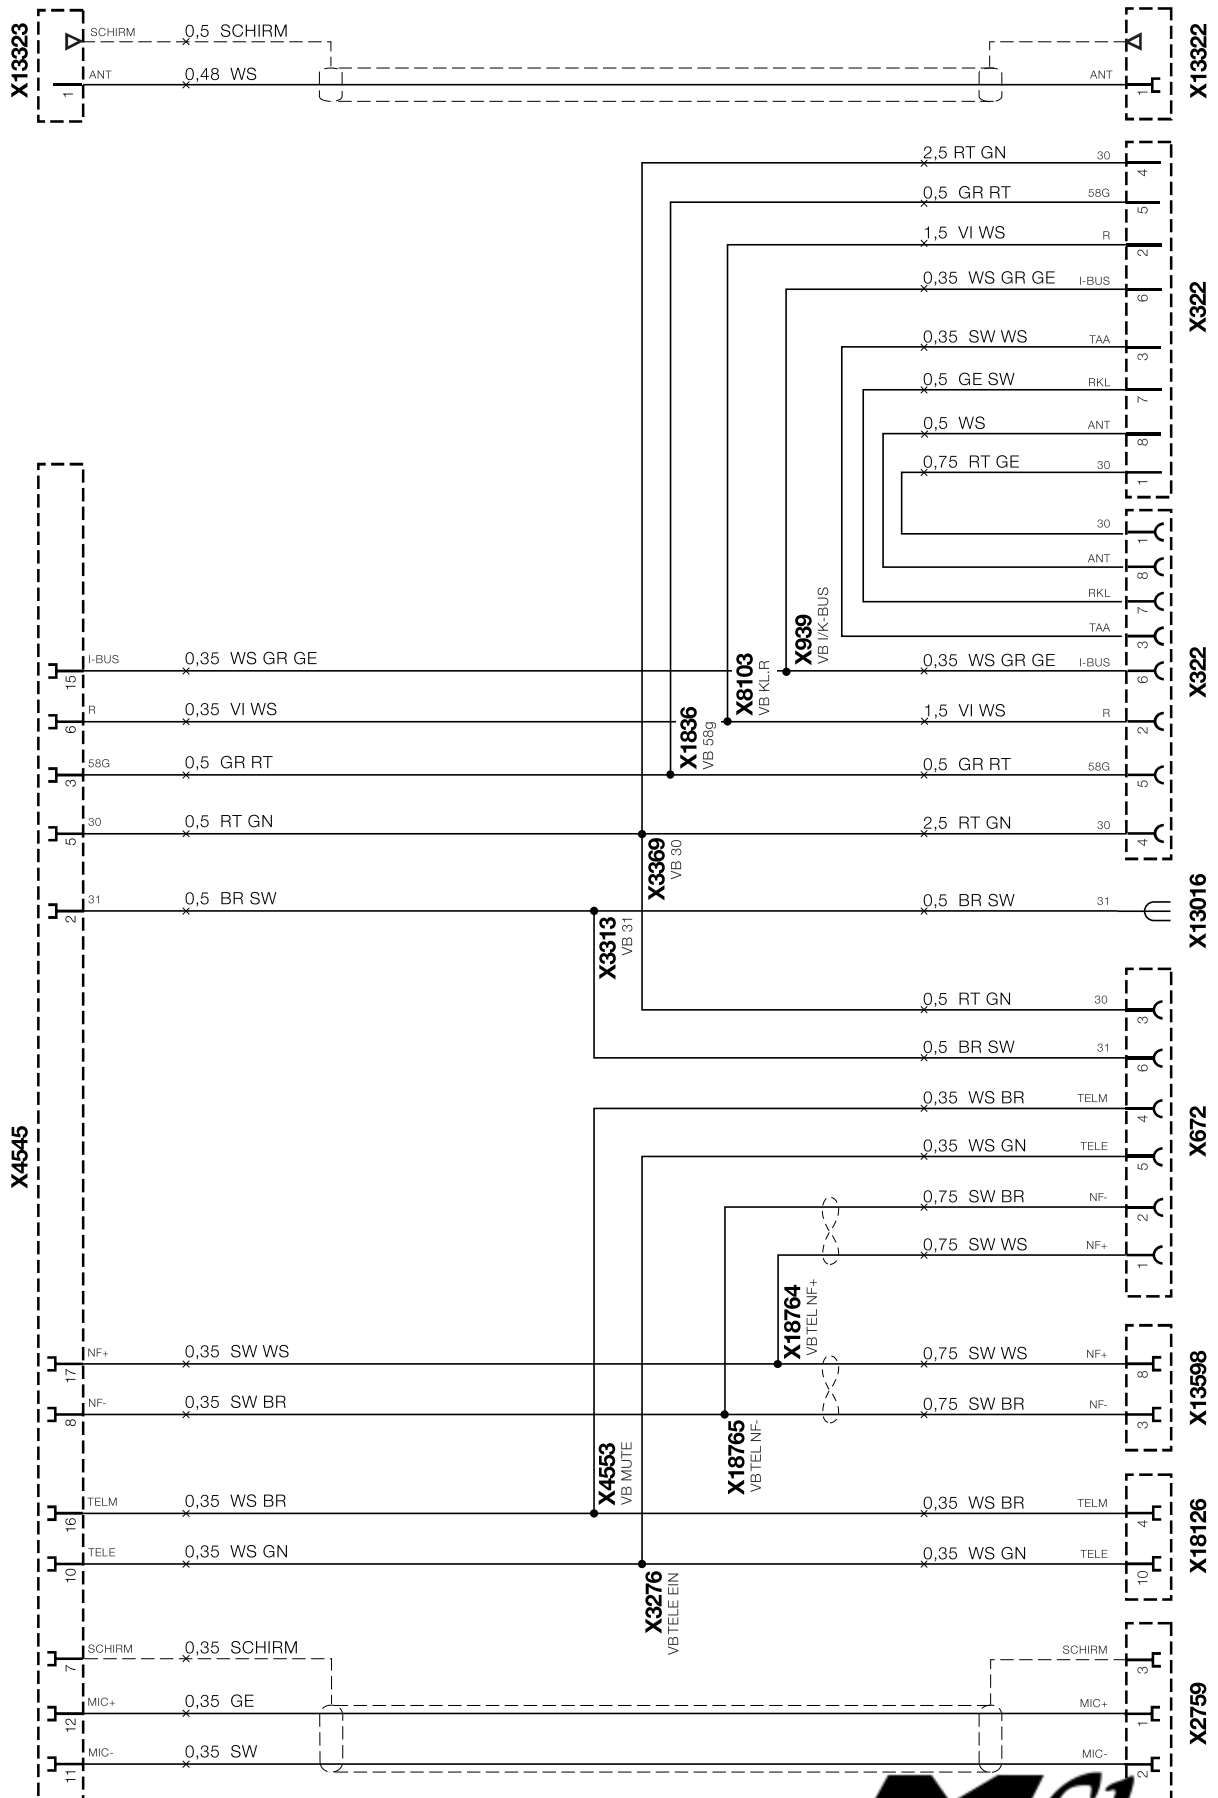 X13323
SCHIRM 0,5 SCHIRM
1 ANT 0,48 WS ANT 1
X13322
2,5 RT GN 30 4
0,5 GR RT 58G 5
1,5 VI WS R 2
0,35 WS GR GE I-BUS 6
0,35 SW WS TAA 3
0,5 GE SW RKL 7
0,5 WS ANT 8
0,75 RT GE 30 1
X322
30 1
ANT 8
RKL 7
TAA 3
X939
VB I/K-BUS
15 I-BUS 0,35 WS GR GE 0,35 WS GR GE I-BUS 6
X322
X8103
VB KL.R
6 R 0,35 VI WS 1,5 VI WS R 2
X1836
VB 58g
3 58G 0,5 GR RT 0,5 GR RT 58G 5
5 30 0,5 RT GN 2,5 RT GN 30 4
X3369
VB 30
2 31 0,5 BR SW 0,5 BR SW 31
X13016
X3313
VB 31
0,5 RT GN 30 3
0,5 BR SW 31 6
X4545
0,35 WS BR TELM 4
X672
0,35 WS GN TELE 5
0,75 SW BR NF- 2
0,75 SW WS NF+ 1
X18764
VB TEL NF+
17 NF+ 0,35 SW WS 0,75 SW WS NF+ 8
X13598
8 NF- 0,35 SW BR 0,75 SW BR NF- 3
X18765
VB TEL NF-
X4553
VB MUTE
16 TELM 0,35 WS BR 0,35 WS BR TELM 4
X18126
10 TELE 0,35 WS GN 0,35 WS GN TELE 10
X3276
VB TELE EIN
7 SCHIRM 0,35 SCHIRM SCHIRM 3
12 MIC+ 0,35 GE MIC+ 1
X2759
11 MIC- 0,35 SW MIC- 2